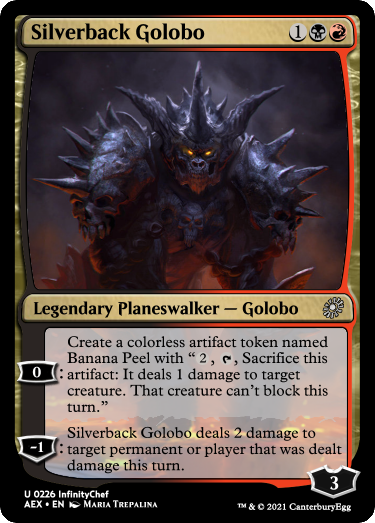 Silverback Golobo 1
Legendary Planeswalker — Golobo
0
Create a colorless artifact token named
Banana Peel with “ 2 , , Sacrifice this
artifact: It deals 1 damage to target
creature. That creature can't block this
turn.”
-1
Silverback Golobo deals 2 damage to
target permanent or player that was dealt
damage this turn.
3
U 0226 InfinityChef
AEX • EN Maria Trepalina
™ & © 2021 CanterburyEgg